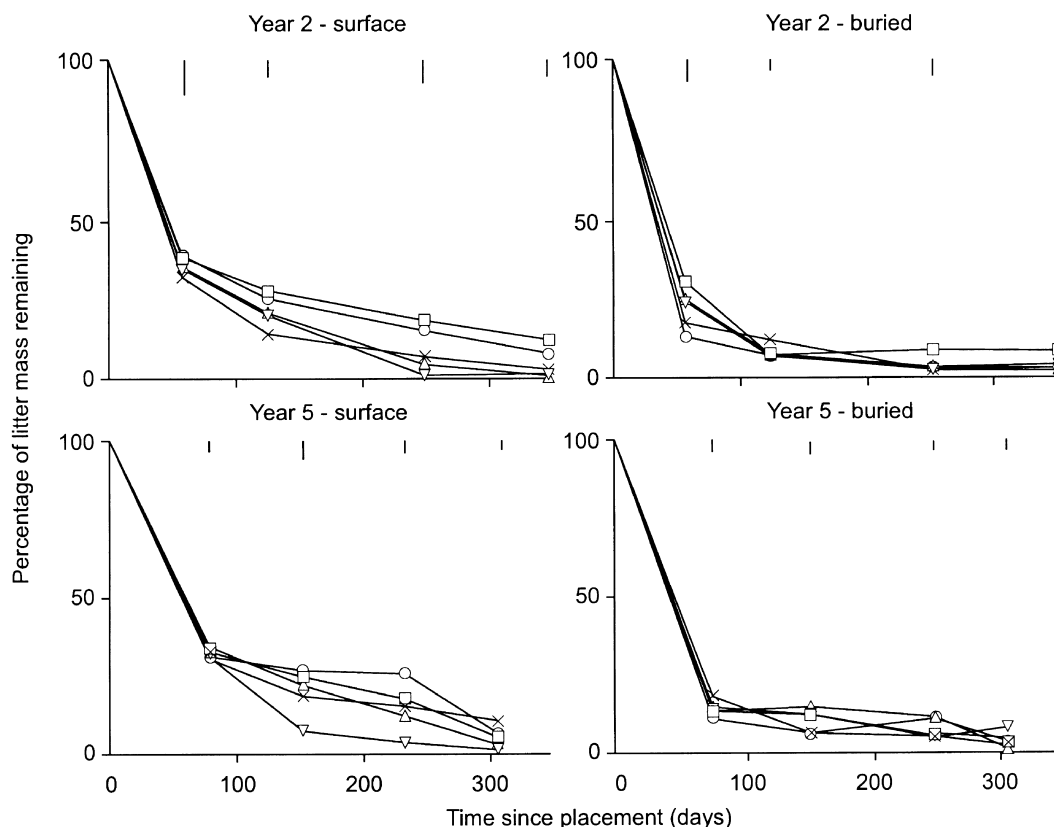 Year 2 - surface
Year 2 - buried
100
50
0
100
50
0
Year 5 - surface
Year 5 - buried
100
50
0
100
50
0
0 100 200 300
0 100 200 300
Percentage of litter mass remaining
Time since placement (days)